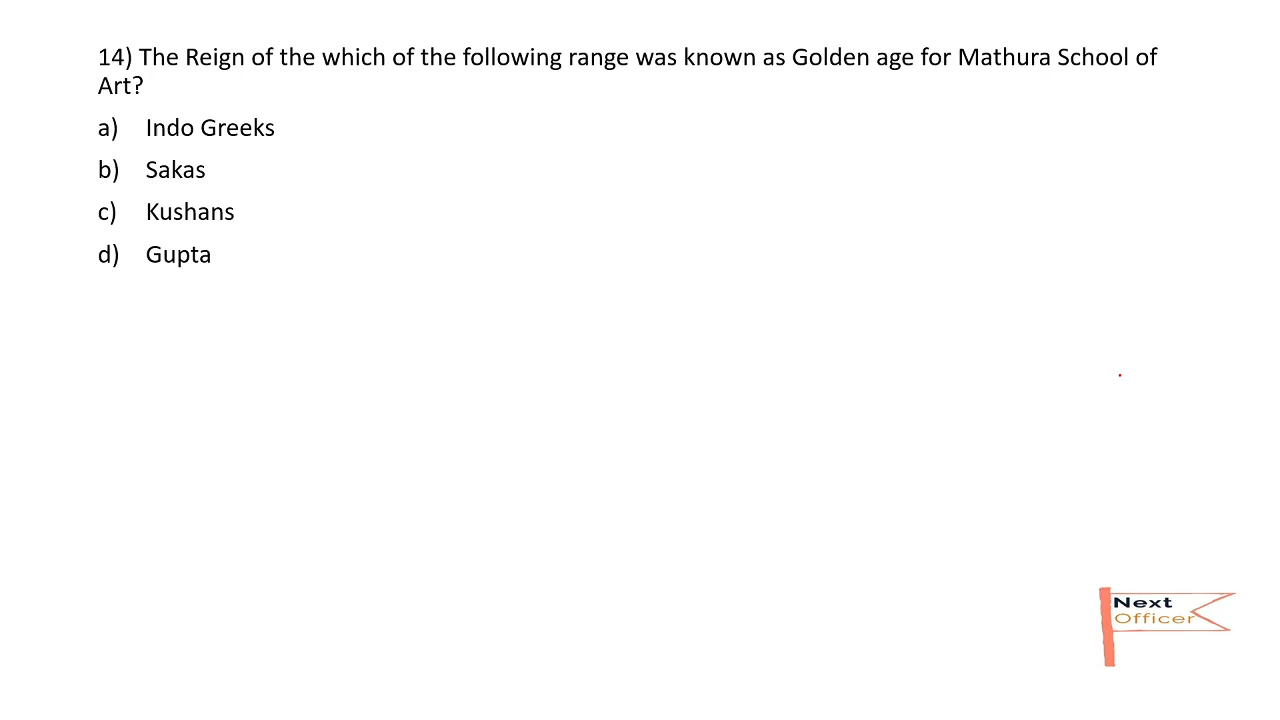 14) The Reign of the which of the following range was known as Golden age for Mathura School of
Art?
a) Indo Greeks
b) Sakas
c) Kushans
d) Gupta
Next
Officer